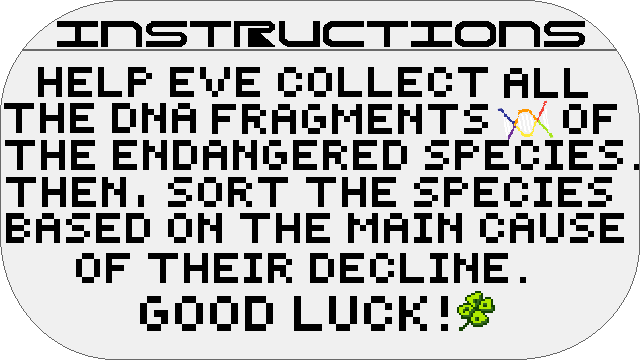 INSTRUCTIONS
HELP EVE COLLECT ALL
THE DNA FRAGMENTS OF
THE ENDANGERED SPECIES.
THEN, SORT THE SPECIES
BASED ON THE MAIN CAUSE
OF THEIR DECLINE.
GOOD LUCK!